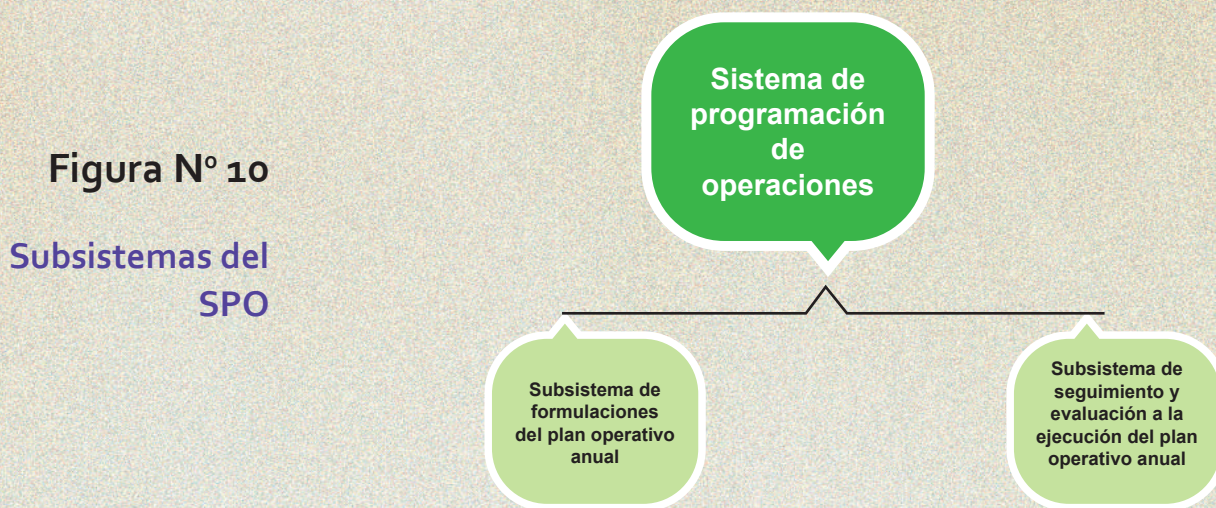 Figura Nº 10
Subsistemas del
SPO
Sistema de
programación
de
operaciones
Subsistema de
formulaciones
del plan operativo
anual
Subsistema de
seguimiento y
evaluación a la
ejecución del plan
operativo anual